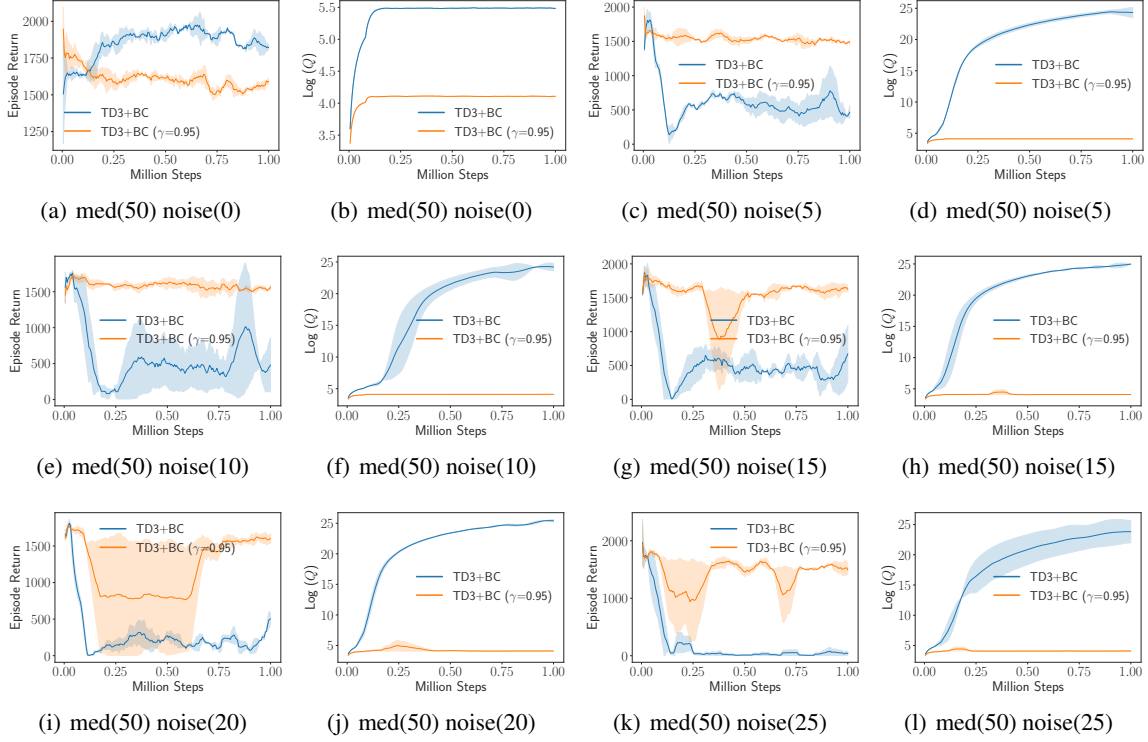 2000
1750
1500
1250
Episode Return
TD3+BC
TD3+BC (γ=0.95)
0.00 0.25 0.50 0.75 1.00
Million Steps
(a) med(50) noise(0)
5.5
5.0
4.5
4.0
3.5
Log (Q)
TD3+BC
TD3+BC (γ=0.95)
0.00 0.25 0.50 0.75 1.00
Million Steps
(b) med(50) noise(0)
2000
1500
1000
500
0
Episode Return
TD3+BC
TD3+BC (γ=0.95)
0.00 0.25 0.50 0.75 1.00
Million Steps
(c) med(50) noise(5)
25
20
15
10
5
Log (Q)
TD3+BC
TD3+BC (γ=0.95)
0.00 0.25 0.50 0.75 1.00
Million Steps
(d) med(50) noise(5)
1500
1000
500
0
Episode Return
TD3+BC
TD3+BC (γ=0.95)
0.00 0.25 0.50 0.75 1.00
Million Steps
(e) med(50) noise(10)
25
20
15
10
5
Log (Q)
TD3+BC
TD3+BC (γ=0.95)
0.00 0.25 0.50 0.75 1.00
Million Steps
(f) med(50) noise(10)
2000
1500
1000
500
0
Episode Return
TD3+BC
TD3+BC (γ=0.95)
0.00 0.25 0.50 0.75 1.00
Million Steps
(g) med(50) noise(15)
25
20
15
10
5
Log (Q)
TD3+BC
TD3+BC (γ=0.95)
0.00 0.25 0.50 0.75 1.00
Million Steps
(h) med(50) noise(15)
1500
1000
500
0
Episode Return
TD3+BC
TD3+BC (γ=0.95)
0.00 0.25 0.50 0.75 1.00
Million Steps
(i) med(50) noise(20)
25
20
15
10
5
Log (Q)
TD3+BC
TD3+BC (γ=0.95)
0.00 0.25 0.50 0.75 1.00
Million Steps
(j) med(50) noise(20)
2000
1000
0
Episode Return
TD3+BC
TD3+BC (γ=0.95)
0.00 0.25 0.50 0.75 1.00
Million Steps
(k) med(50) noise(25)
25
20
15
10
5
Log (Q)
TD3+BC
TD3+BC (γ=0.95)
0.00 0.25 0.50 0.75 1.00
Million Steps
(l) med(50) noise(25)